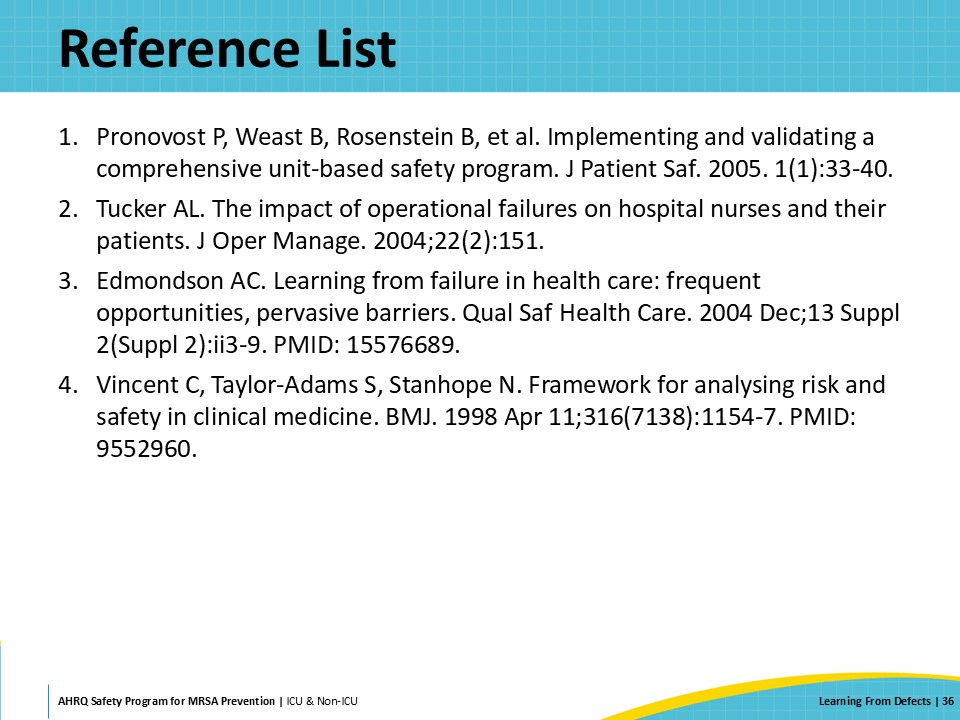 Reference List
1. Pronovost P, Weast B, Rosenstein B, et al. Implementing and validating a
comprehensive unit-based safety program. J Patient Saf. 2005. 1(1):33-40.
2. Tucker AL. The impact of operational failures on hospital nurses and their
patients. J Oper Manage. 2004;22(2):151.
3. Edmondson AC. Learning from failure in health care: frequent
opportunities, pervasive barriers. Qual Saf Health Care. 2004 Dec;13 Suppl
2(Suppl 2):ii3-9. PMID: 15576689.
4. Vincent C, Taylor-Adams S, Stanhope N. Framework for analysing risk and
safety in clinical medicine. BMJ. 1998 Apr 11;316(7138):1154-7. PMID:
9552960.
AHRQ Safety Program for MRSA Prevention | ICU & Non-ICU
Learning From Defects | 36